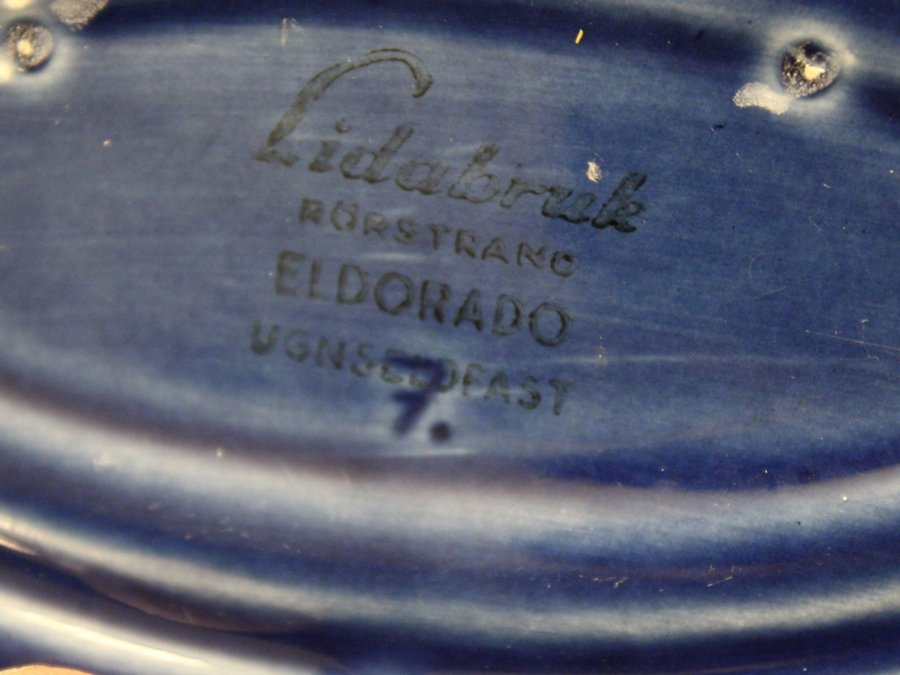 Lidabruk
RÖRSTRAND
ELDORADO
UGNSELDFAST
7.